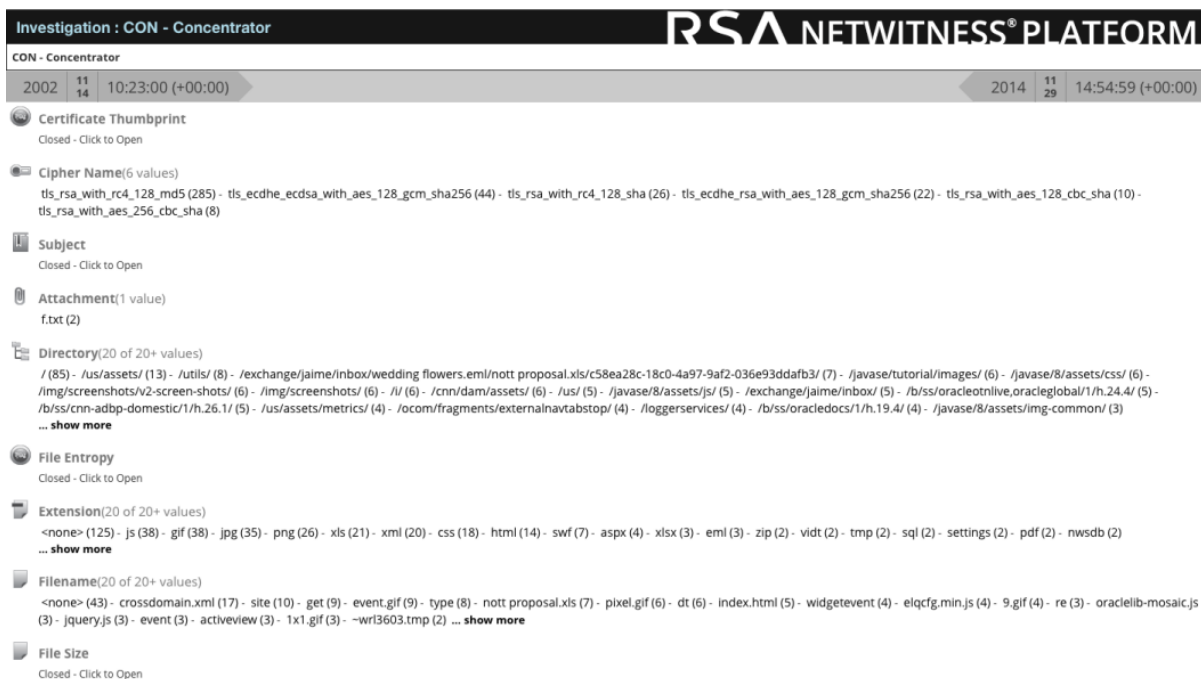 Investigation : CON - Concentrator
RSA NETWITNESS® PLATFORM
CON - Concentrator
2002 11 14 10:23:00 (+00:00) 2014 11 29 14:54:59 (+00:00)
Certificate Thumbprint
Closed - Click to Open
Cipher Name(6 values)
tls_rsa_with_rc4_128_md5 (285) - tls_ecdhe_ecdsa_with_aes_128_gcm_sha256 (44) - tls_rsa_with_rc4_128_sha (26) - tls_ecdhe_rsa_with_aes_128_gcm_sha256 (22) - tls_rsa_with_aes_128_cbc_sha (10) -
tls_rsa_with_aes_256_cbc_sha (8)
Subject
Closed - Click to Open
Attachment(1 value)
f.txt (2)
Directory(20 of 20+ values)
/ (85) - /us/assets/ (13) - /utils/ (8) - /exchange/jaime/inbox/wedding flowers.eml/nott proposal.xls/c58ea28c-18c0-4a97-9af2-036e93ddafb3/ (7) - /javase/tutorial/images/ (6) - /javase/8/assets/css/ (6) -
/img/screenshots/v2-screen-shots/ (6) - /img/screenshots/ (6) - /i/ (6) - /cnn/dam/assets/ (6) - /us/ (5) - /javase/8/assets/js/ (5) - /exchange/jaime/inbox/ (5) - /b/ss/oracleotnlive,oracleglobal/1/h.24.4/ (5) -
/b/ss/cnn-adbp-domestic/1/h.26.1/ (5) - /us/assets/metrics/ (4) - /ocom/fragments/externalnavtabstop/ (4) - /loggerservices/ (4) - /b/ss/oracledocs/1/h.19.4/ (4) - /javase/8/assets/img-common/ (3)
... show more
File Entropy
Closed - Click to Open
Extension(20 of 20+ values)
<none> (125) - js (38) - gif (38) - jpg (35) - png (26) - xls (21) - xml (20) - css (18) - html (14) - swf (7) - aspx (4) - xlsx (3) - eml (3) - zip (2) - vidt (2) - tmp (2) - sql (2) - settings (2) - pdf (2) - nwsdb (2)
... show more
Filename(20 of 20+ values)
<none> (43) - crossdomain.xml (17) - site (10) - get (9) - event.gif (9) - type (8) - nott proposal.xls (7) - pixel.gif (6) - dt (6) - index.html (5) - widgetevent (4) - elqcfg.min.js (4) - 9.gif (4) - re (3) - oraclelib-mosaic.js
(3) - jquery.js (3) - event (3) - activeview (3) - 1x1.gif (3) - ~wrl3603.tmp (2) ... show more
File Size
Closed - Click to Open